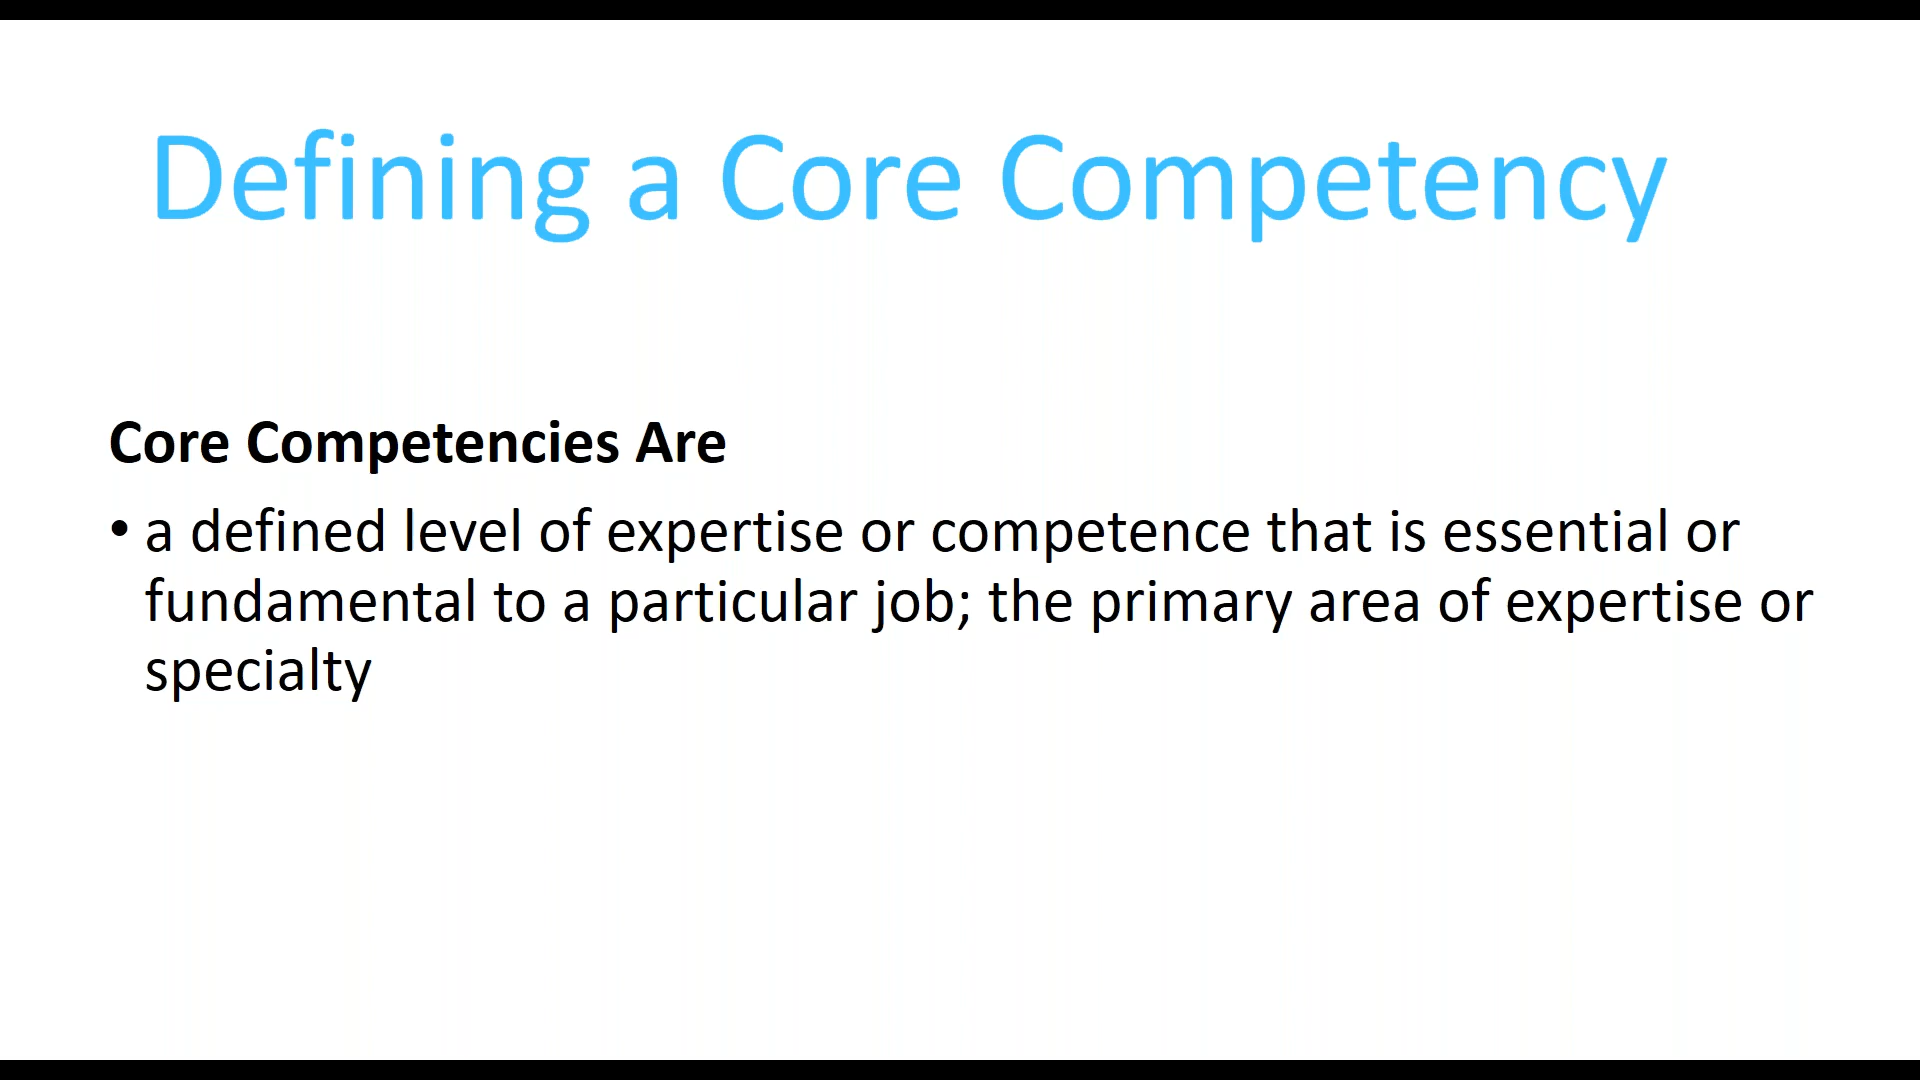 Defining a Core Competency
Core Competencies Are
• a defined level of expertise or competence that is essential or
fundamental to a particular job; the primary area of expertise or
specialty